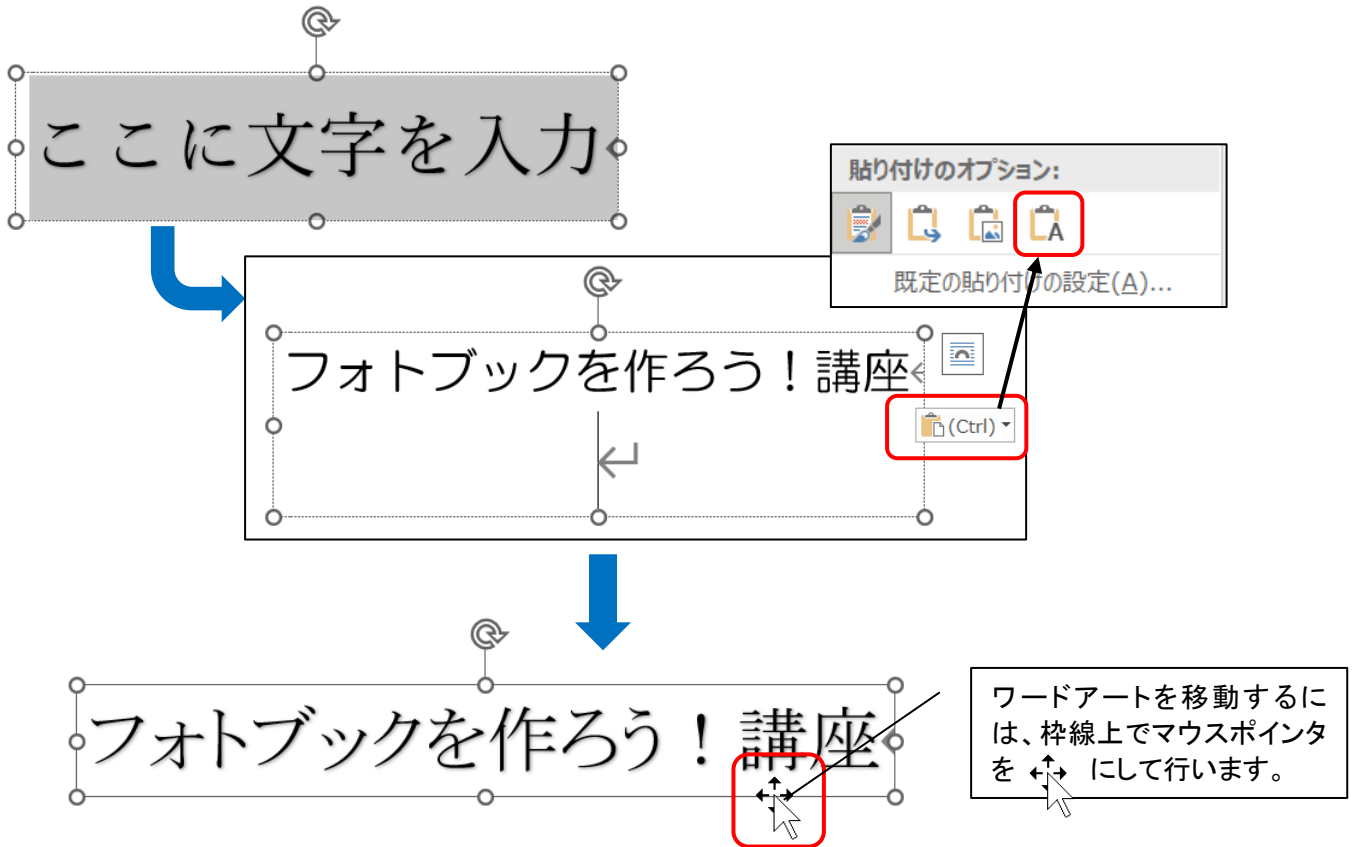 ここに文字を入力
貼り付けのオプション:
既定の貼り付けの設定(A)...
フォトブックを作ろう！講座
(Ctrl)
フォトブックを作ろう！講座
ワードアートを移動するに
は、枠線上でマウスポインタ
を にして行います。